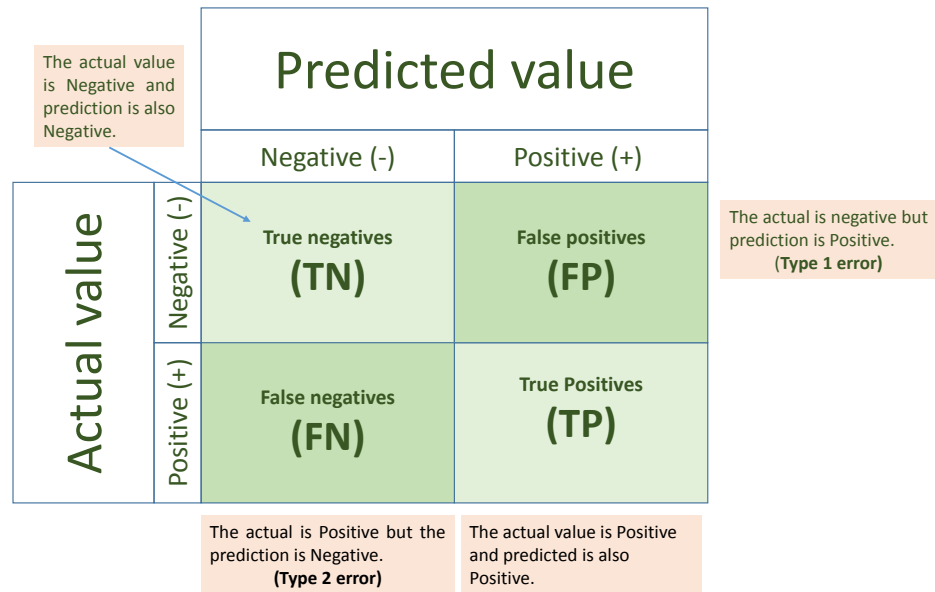 Predicted value
The actual value
is Negative and
prediction is also
Negative.
Negative (-)
Positive (+)
Actual value
Negative (-)
True negatives
(TN)
False positives
(FP)
The actual is negative but
prediction is Positive.
(Type 1 error)
Positive (+)
False negatives
(FN)
True Positives
(TP)
The actual is Positive but the
prediction is Negative.
(Type 2 error)
The actual value is Positive
and predicted is also
Positive.